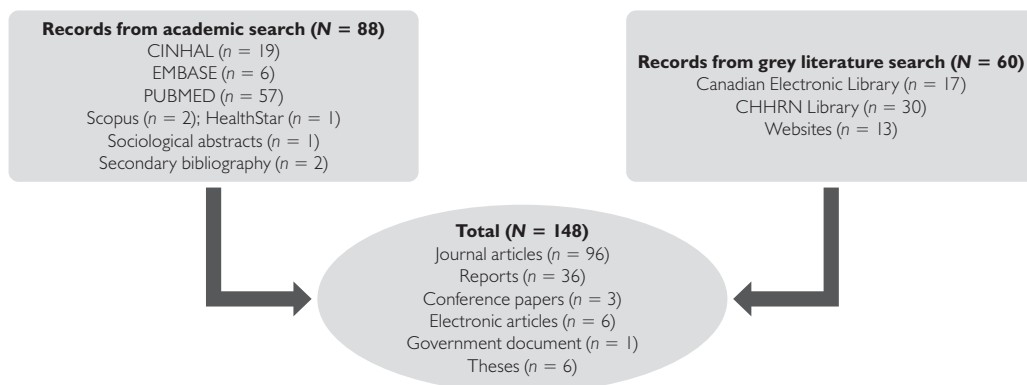 Records from academic search (N = 88)
CINHAL (n = 19)
EMBASE (n = 6)
PUBMED (n = 57)
Scopus (n = 2); HealthStar (n = 1)
Sociological abstracts (n = 1)
Secondary bibliography (n = 2)
Records from grey literature search (N = 60)
Canadian Electronic Library (n = 17)
CHHRN Library (n = 30)
Websites (n = 13)
Total (N = 148)
Journal articles (n = 96)
Reports (n = 36)
Conference papers (n = 3)
Electronic articles (n = 6)
Government document (n = 1)
Theses (n = 6)